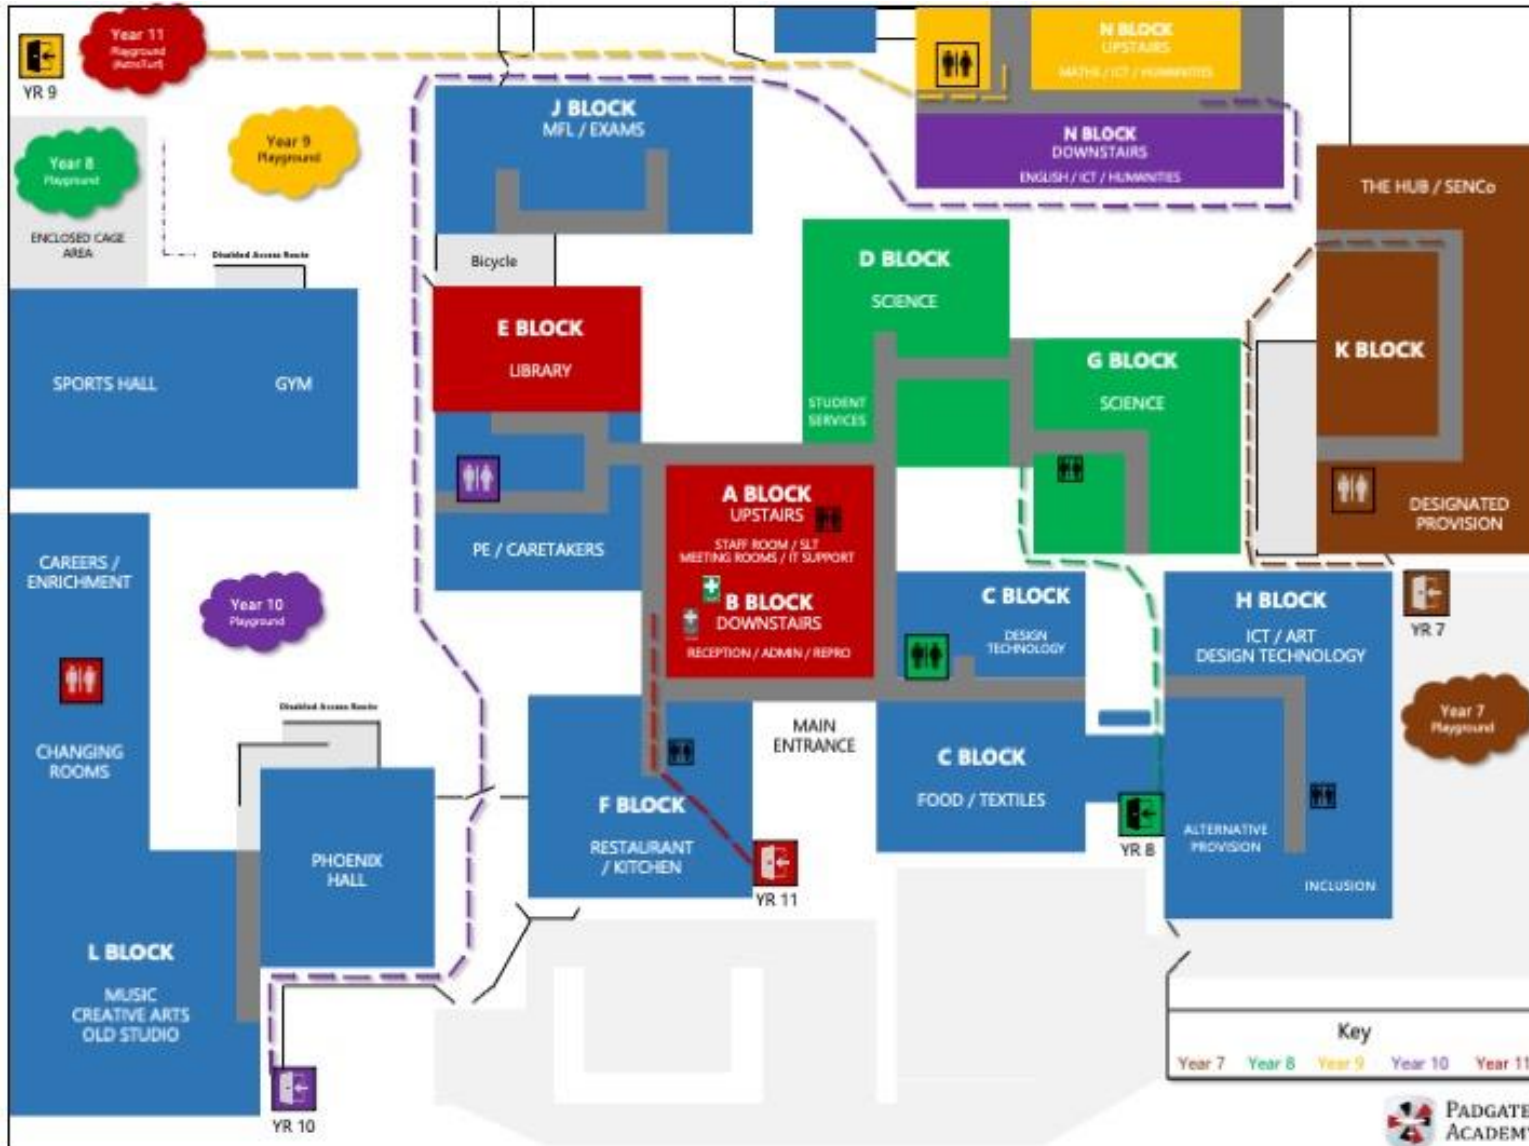 Year 11
Playground
(AstroTurf)
YR 9
Year 9
Playground
Year 8
Playground
ENCLOSED CAGE
AREA
Disabled Access Route
J BLOCK
MFL / EXAMS
Bicycle
N BLOCK
UPSTAIRS
MATHS / ICT / HUMANITIES
N BLOCK
DOWNSTAIRS
ENGLISH / ICT / HUMANITIES
THE HUB / SENCo
K BLOCK
DESIGNATED
PROVISION
D BLOCK
SCIENCE
STUDENT
SERVICES
G BLOCK
SCIENCE
E BLOCK
LIBRARY
SPORTS HALL
GYM
PE / CARETAKERS
A BLOCK
UPSTAIRS
STAFF ROOM / SLT
MEETING ROOMS / IT SUPPORT
B BLOCK
DOWNSTAIRS
RECEPTION / ADMIN / REPRO
C BLOCK
DESIGN
TECHNOLOGY
H BLOCK
ICT / ART
DESIGN TECHNOLOGY
YR 7
Year 7
Playground
CAREERS /
ENRICHMENT
Year 10
Playground
Disabled Access Route
CHANGING
ROOMS
MAIN
ENTRANCE
C BLOCK
FOOD / TEXTILES
F BLOCK
RESTAURANT
/ KITCHEN
YR 11
YR 8
ALTERNATIVE
PROVISION
INCLUSION
PHOENIX
HALL
L BLOCK
MUSIC
CREATIVE ARTS
OLD STUDIO
YR 10
Key
Year 7 Year 8 Year 9 Year 10 Year 11
PADGATE
ACADEMY